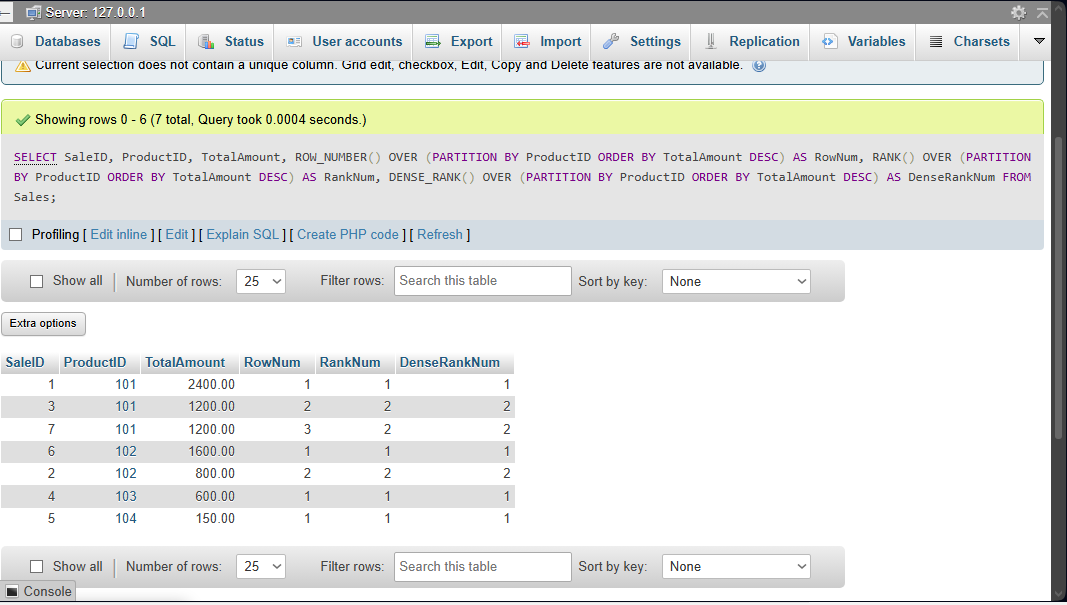 Server: 127.0.0.1
Databases SQL Status User accounts Export Import Settings Replication Variables Charsets
Current selection does not contain a unique column. Grid edit, checkbox, Edit, Copy and Delete features are not available.
Showing rows 0 - 6 (7 total, Query took 0.0004 seconds.)
SELECT SaleID, ProductID, TotalAmount, ROW_NUMBER() OVER (PARTITION BY ProductID ORDER BY TotalAmount DESC) AS RowNum, RANK() OVER (PARTITION
BY ProductID ORDER BY TotalAmount DESC) AS RankNum, DENSE_RANK() OVER (PARTITION BY ProductID ORDER BY TotalAmount DESC) AS DenseRankNum FROM
Sales;
Profiling [ Edit inline ] [ Edit ] [ Explain SQL ] [ Create PHP code ] [ Refresh ]
Show all | Number of rows: 25 Filter rows: Search this table Sort by key: None
Extra options
SaleID ProductID TotalAmount RowNum RankNum DenseRankNum
1 101 2400.00 1 1 1
3 101 1200.00 2 2 2
7 101 1200.00 3 2 2
6 102 1600.00 1 1 1
2 102 800.00 2 2 2
4 103 600.00 1 1 1
5 104 150.00 1 1 1
Show all | Number of rows: 25 Filter rows: Search this table Sort by key: None
Console